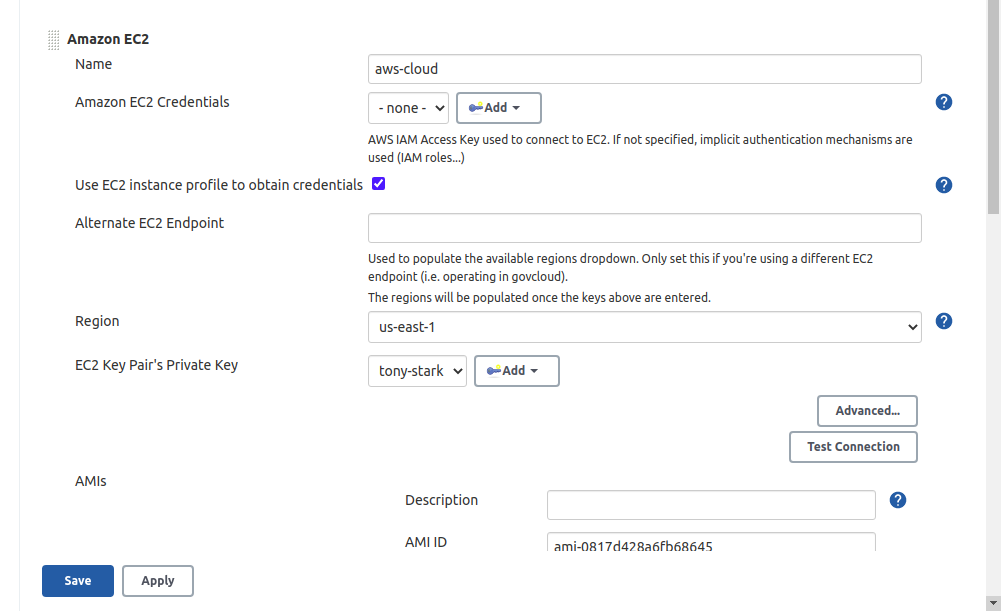 Amazon EC2
Name
aws-cloud
Amazon EC2 Credentials
- none -
Add
?
AWS IAM Access Key used to connect to EC2. If not specified, implicit authentication mechanisms are
used (IAM roles...)
Use EC2 instance profile to obtain credentials
?
Alternate EC2 Endpoint
Used to populate the available regions dropdown. Only set this if you're using a different EC2
endpoint (i.e. operating in govcloud).
The regions will be populated once the keys above are entered.
Region
us-east-1
?
EC2 Key Pair's Private Key
tony-stark
Add
Advanced...
Test Connection
AMIs
Description
?
AMI ID
ami-0817d428a6fb68645
Save
Apply